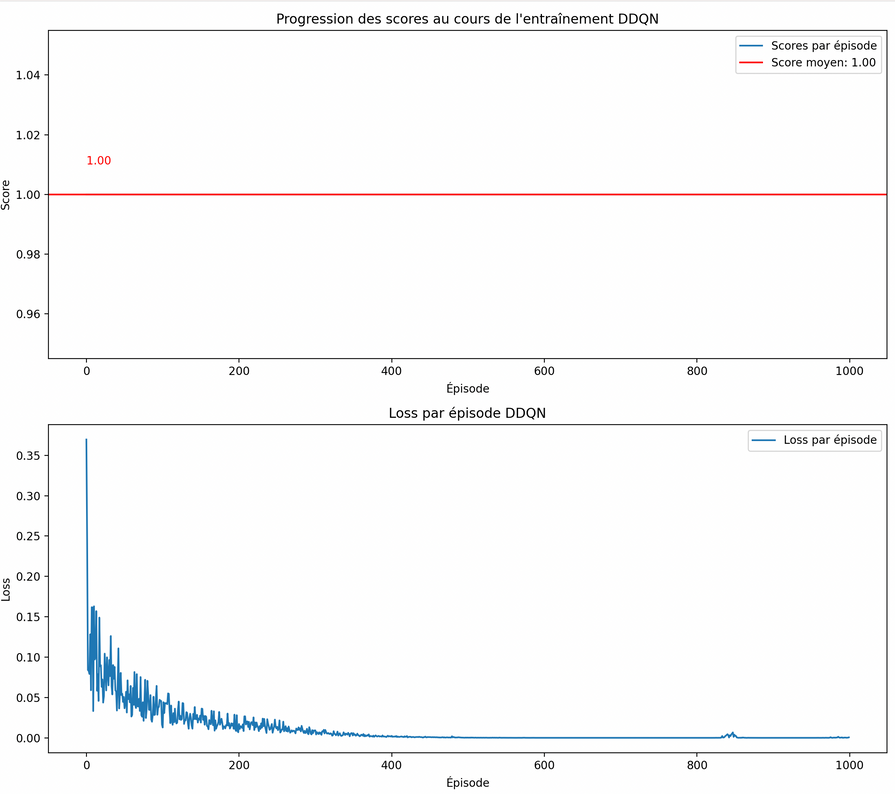 Progression des scores au cours de l'entraînement DDQN
Scores par épisode
Score moyen: 1.00
1.04
1.02
1.00
1.00
0.98
0.96
Score
0 200 400 600 800 1000
Épisode
Loss par épisode DDQN
Loss par épisode
0.35
0.30
0.25
0.20
0.15
0.10
0.05
0.00
Loss
0 200 400 600 800 1000
Épisode